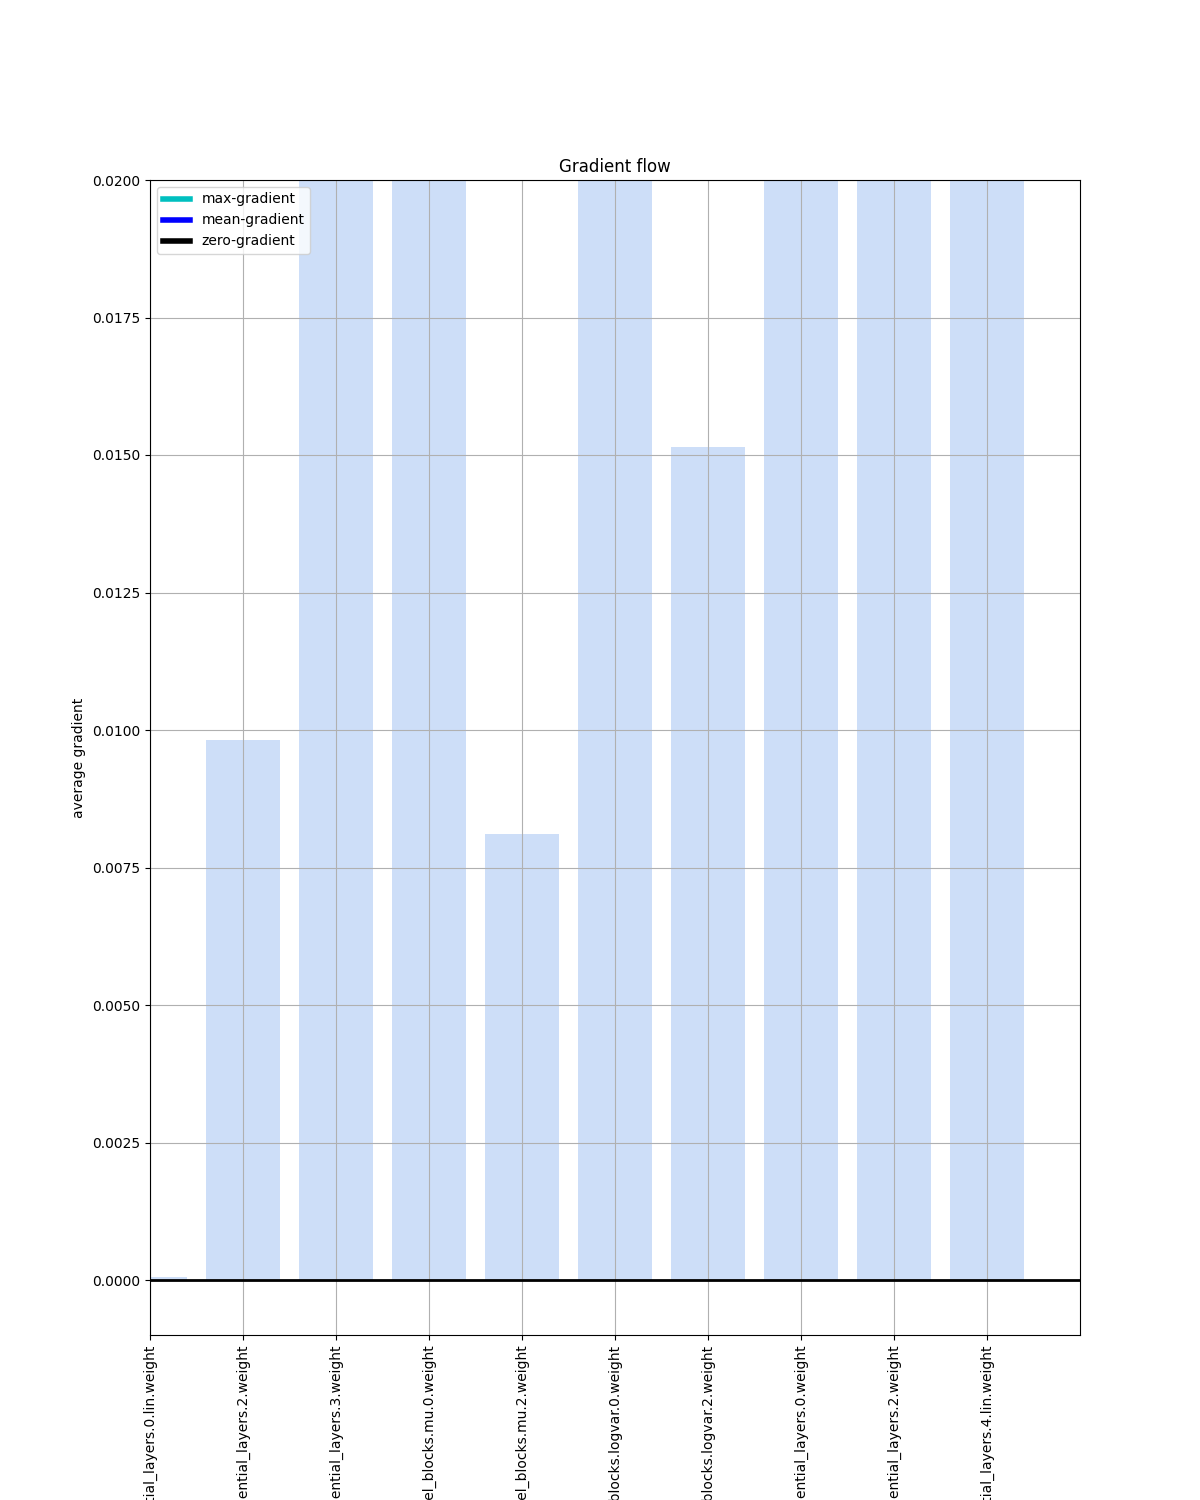 Gradient flow
max-gradient
mean-gradient
zero-gradient
0.0200
0.0175
0.0150
0.0125
0.0100
0.0075
0.0050
0.0025
0.0000
average gradient
tial_layers.0.lin.weight
ential_layers.2.weight
ential_layers.3.weight
el_blocks.mu.0.weight
el_blocks.mu.2.weight
blocks.logvar.0.weight
blocks.logvar.2.weight
ential_layers.0.weight
ential_layers.2.weight
tial_layers.4.lin.weight